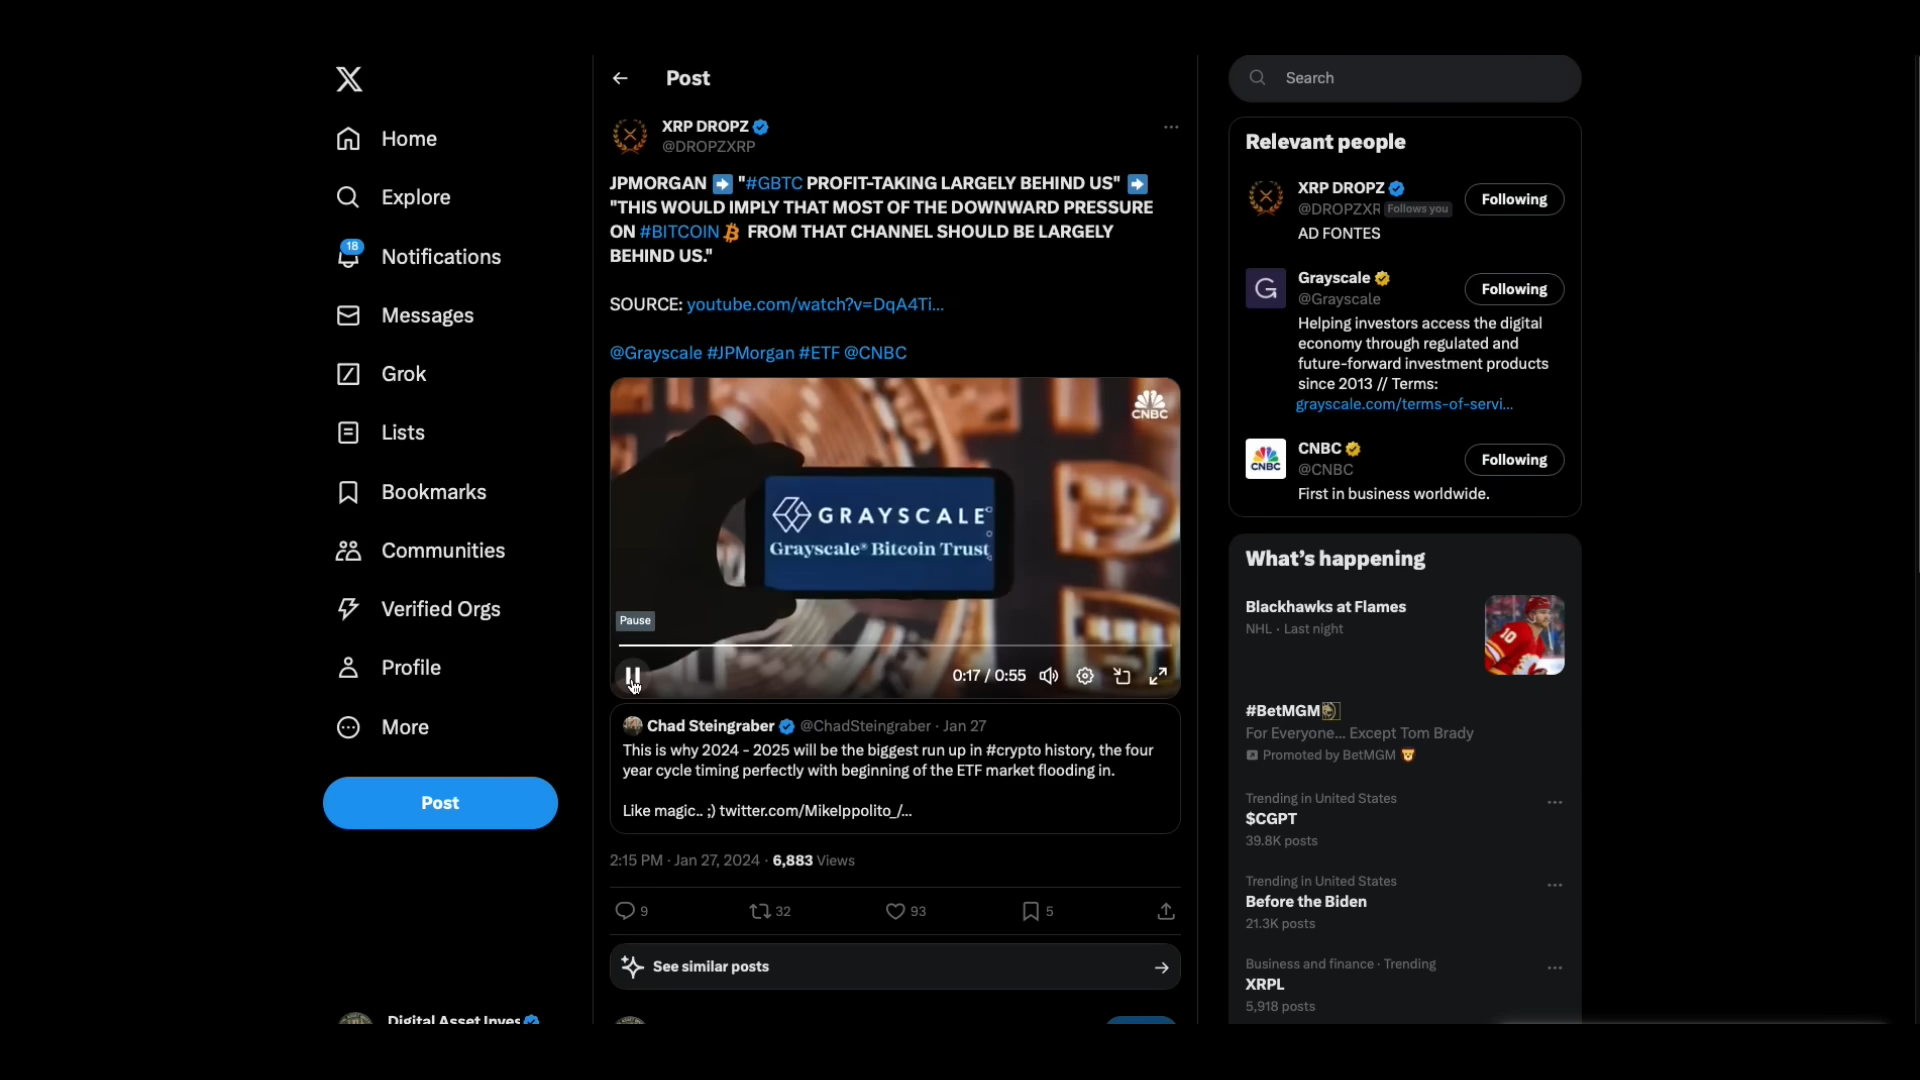 Home
Explore
18
Notifications
Messages
Grok
Lists
Bookmarks
Communities
Verified Orgs
Profile
More
Post
Digital Asset Inves
Post
XRP DROPZ
@DROPZXRP
JPMORGAN ➡️ "#GBTC PROFIT-TAKING LARGELY BEHIND US" ➡️
"THIS WOULD IMPLY THAT MOST OF THE DOWNWARD PRESSURE
ON #BITCOIN FROM THAT CHANNEL SHOULD BE LARGELY
BEHIND US."
SOURCE: youtube.com/watch?v=DqA4Ti...
@Grayscale #JPMorgan #ETF @CNBC
CNBC
GRAYSCALE
Grayscale® Bitcoin Trust
Pause
0:17 / 0:55
Chad Steingraber @ChadSteingraber · Jan 27
This is why 2024 - 2025 will be the biggest run up in #crypto history, the four
year cycle timing perfectly with beginning of the ETF market flooding in.
Like magic.. ;) twitter.com/MikeIppolito_/...
2:15 PM · Jan 27, 2024 · 6,883 Views
9 32 93 5
See similar posts
Search
Relevant people
XRP DROPZ
Following
@DROPZXR Follows you
AD FONTES
Grayscale
Following
@Grayscale
Helping investors access the digital
economy through regulated and
future-forward investment products
since 2013 // Terms:
grayscale.com/terms-of-servi...
CNBC
CNBC
Following
@CNBC
First in business worldwide.
What's happening
Blackhawks at Flames
NHL · Last night
10
#BetMGM
For Everyone... Except Tom Brady
Promoted by BetMGM
Trending in United States
$CGPT
39.8K posts
Trending in United States
Before the Biden
21.3K posts
Business and finance · Trending
XRPL
5,918 posts